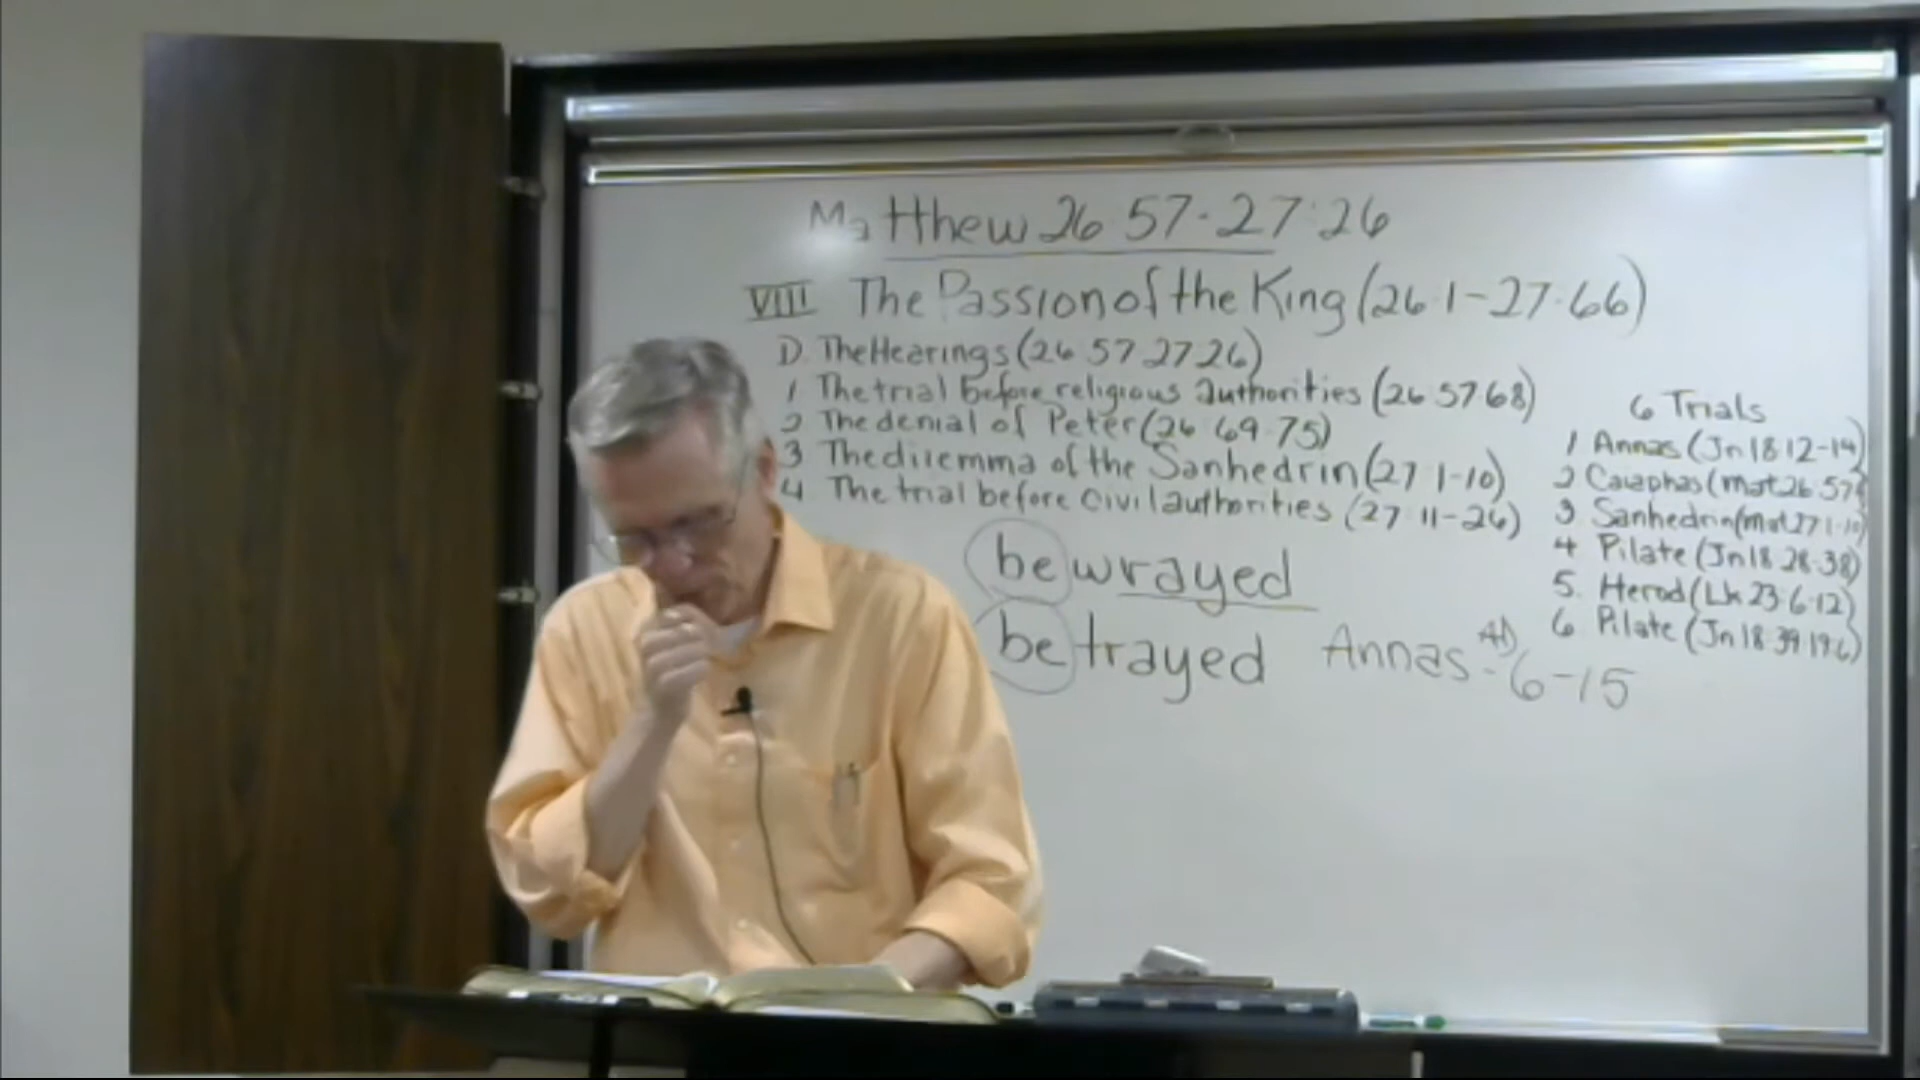 Matthew 26:57-27:26
VIII The Passion of the King (26:1-27:66)
D. The Hearings (26:57-27:26)
1. The trial before religious authorities (26:57-68)
2 The denial of Peter (26:69-75)
3 The dilemma of the Sanhedrin (27:1-10)
4 The trial before civil authorities (27:11-26)
bewrayed
betrayed
Annas AD 6-15
6 Trials
1 Annas (Jn 18:12-14)
2 Caiaphas (Mat 26:57
3 Sanhedrin (Mat 27:1-10)
4 Pilate (Jn 18:28-38)
5. Herod (Lk 23:6-12)
6 Pilate (Jn 18:39-19:6)